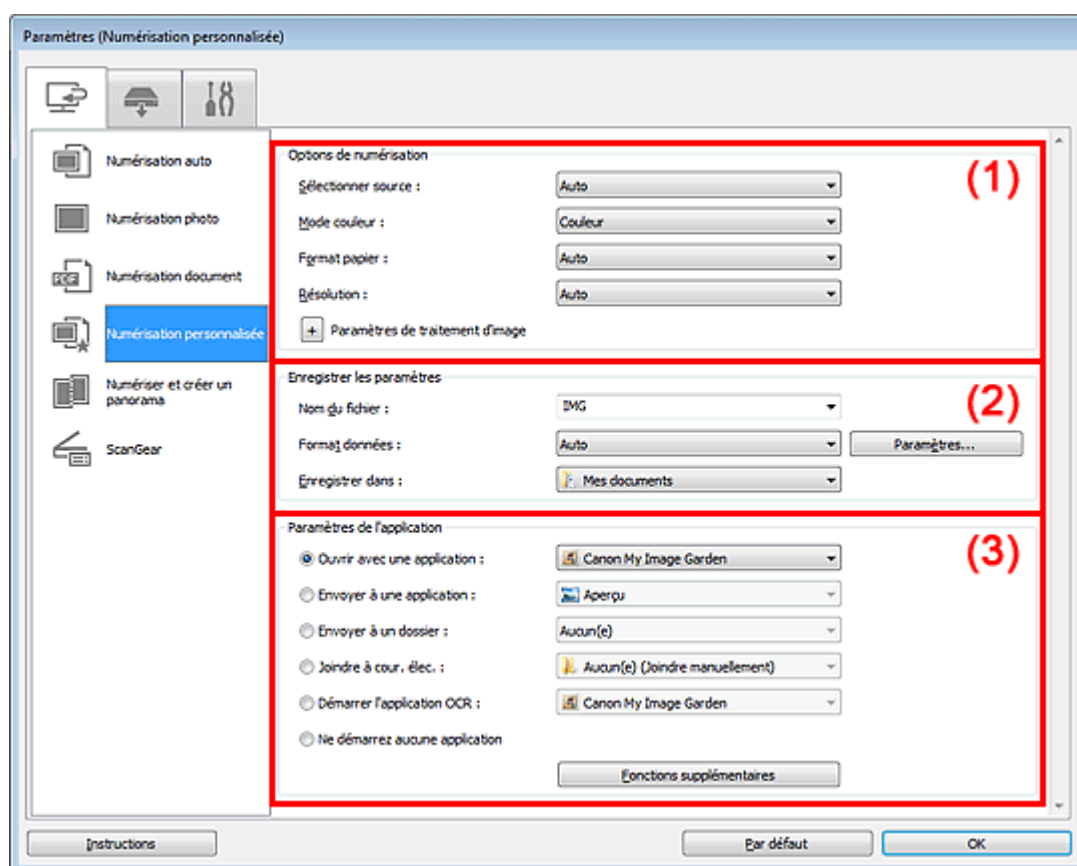 Paramètres (Numérisation personnalisée)
Numérisation auto
Numérisation photo
Numérisation document
Numérisation personnalisée
Numériser et créer un
panorama
ScanGear
Options de numérisation
(1)
Sélectionner source : Auto
Mode couleur : Couleur
Format papier : Auto
Résolution : Auto
+ Paramètres de traitement d'image
Enregistrer les paramètres
(2)
Nom du fichier : IMG
Format données : Auto Paramètres...
Enregistrer dans : Mes documents
Paramètres de l'application
(3)
Ouvrir avec une application : Canon My Image Garden
Envoyer à une application : Aperçu
Envoyer à un dossier : Aucun(e)
Joindre à cour. élec. : Aucun(e) (Joindre manuellement)
Démarrer l'application OCR : Canon My Image Garden
Ne démarrez aucune application
Fonctions supplémentaires
Instructions Par défaut OK